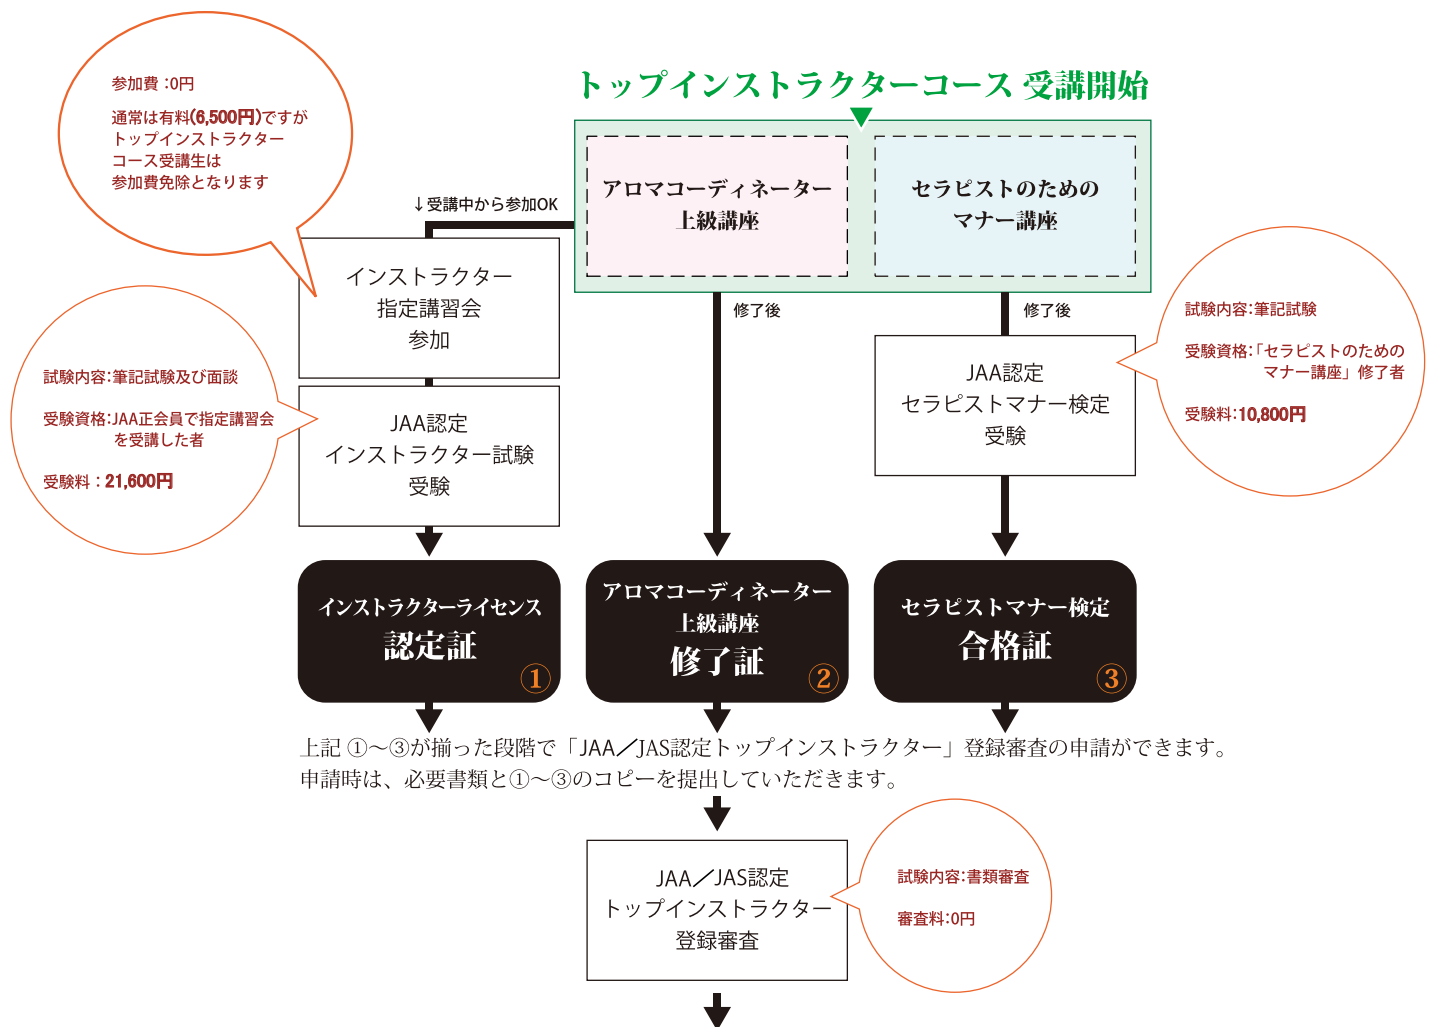 参加費：0円
通常は有料(6,500円)ですが
トップインストラクター
コース受講生は
参加費免除となります
トップインストラクターコース 受講開始
アロマコーディネーター
上級講座
セラピストのための
マナー講座
↓受講中から参加OK
インストラクター
指定講習会
参加
修了後
修了後
試験内容：筆記試験及び面談
受験資格：JAA正会員で指定講習会
を受講した者
受験料：21,600円
JAA認定
インストラクター試験
受験
JAA認定
セラピストマナー検定
受験
試験内容：筆記試験
受験資格：「セラピストのための
マナー講座」修了者
受験料：10,800円
インストラクターライセンス
認定証
①
アロマコーディネーター
上級講座
修了証
②
セラピストマナー検定
合格証
③
上記 ①～③が揃った段階で「JAA／JAS認定トップインストラクター」登録審査の申請ができます。
申請時は、必要書類と①～③のコピーを提出していただきます。
JAA／JAS認定
トップインストラクター
登録審査
試験内容：書類審査
審査料：0円